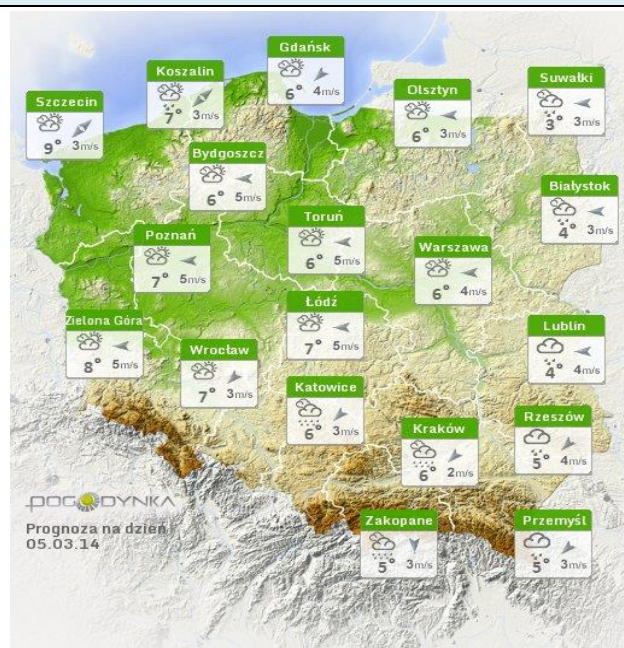 Gdańsk
6° 4m/s
Koszalin
7° 3m/s
Szczecin
9° 3m/s
Olsztyn
6° 3m/s
Suwałki
3° 3m/s
Bydgoszcz
6° 5m/s
Białystok
4° 3m/s
Toruń
6° 5m/s
Poznań
7° 5m/s
Warszawa
6° 4m/s
Łódź
7° 5m/s
Zielona Góra
8° 5m/s
Wrocław
7° 3m/s
Lublin
4° 4m/s
Katowice
6° 3m/s
Kraków
6° 2m/s
Rzeszów
5° 4m/s
POGODYNKA
Prognoza na dzień
05.03.14
Zakopane
5° 3m/s
Przemyśl
5° 3m/s